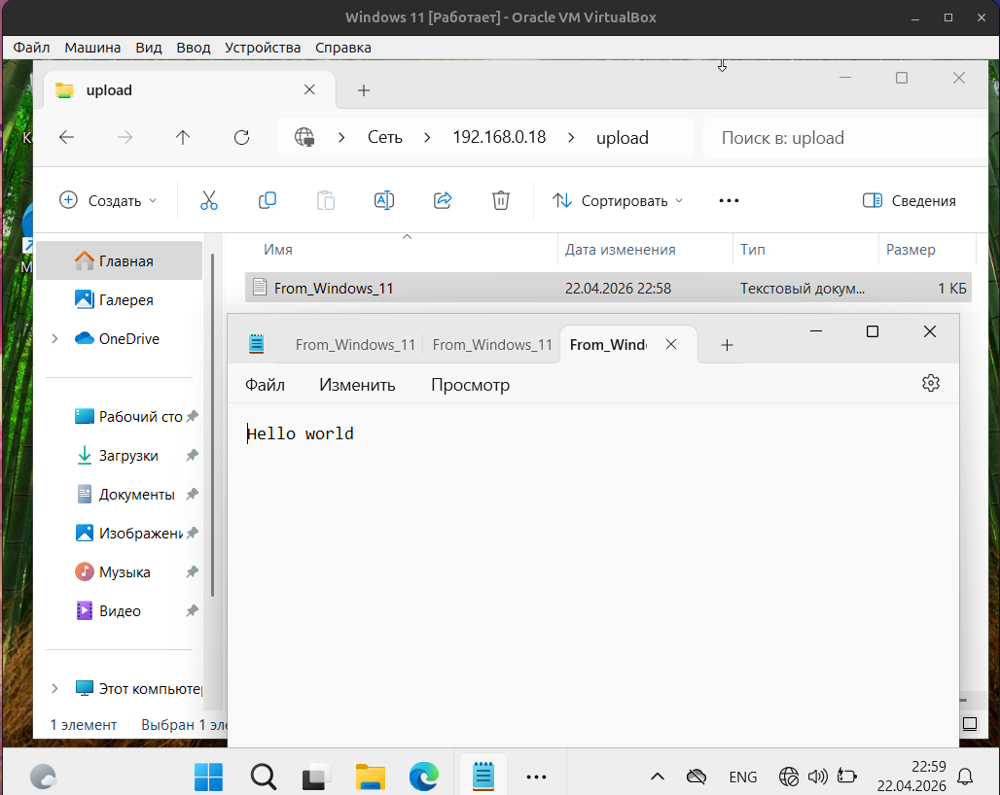 Windows 11 [Работает] - Oracle VM VirtualBox
Файл Машина Вид Ввод Устройства Справка
upload
Сеть 192.168.0.18 upload Поиск в: upload
Создать Сортировать Сведения
Имя Дата изменения Тип Размер
From_Windows_11 22.04.2026 22:58 Текстовый докум... 1 КБ
Главная
Галерея
OneDrive
Рабочий сто
Загрузки
Документы
Изображени
Музыка
Видео
Этот компьютер
1 элемент Выбран 1 эле
From_Windows_11 From_Windows_11 From_Wind
Файл Изменить Просмотр
Hello world
ENG
22:59
22.04.2026